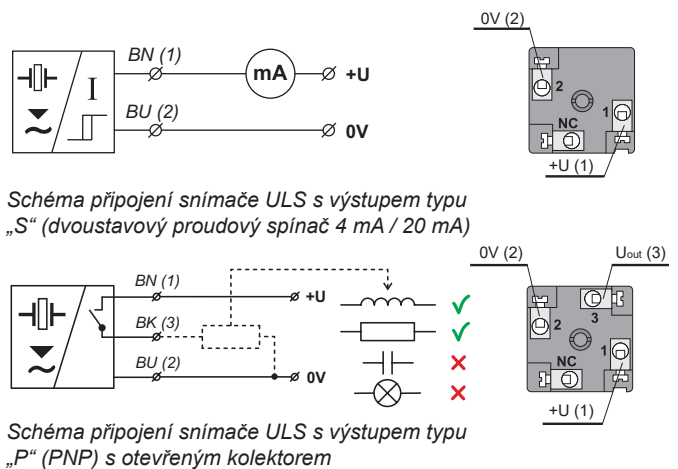 0V (2)
BN (1)
mA
+U
I
BU (2)
0V
2
1
NC
+U (1)
Schéma připojení snímače ULS s výstupem typu
„S“ (dvoustavový proudový spínač 4 mA / 20 mA)
0V (2)
Uout (3)
BN (1)
+U
BK (3)
BU (2)
0V
3
2
1
NC
+U (1)
Schéma připojení snímače ULS s výstupem typu
„P“ (PNP) s otevřeným kolektorem